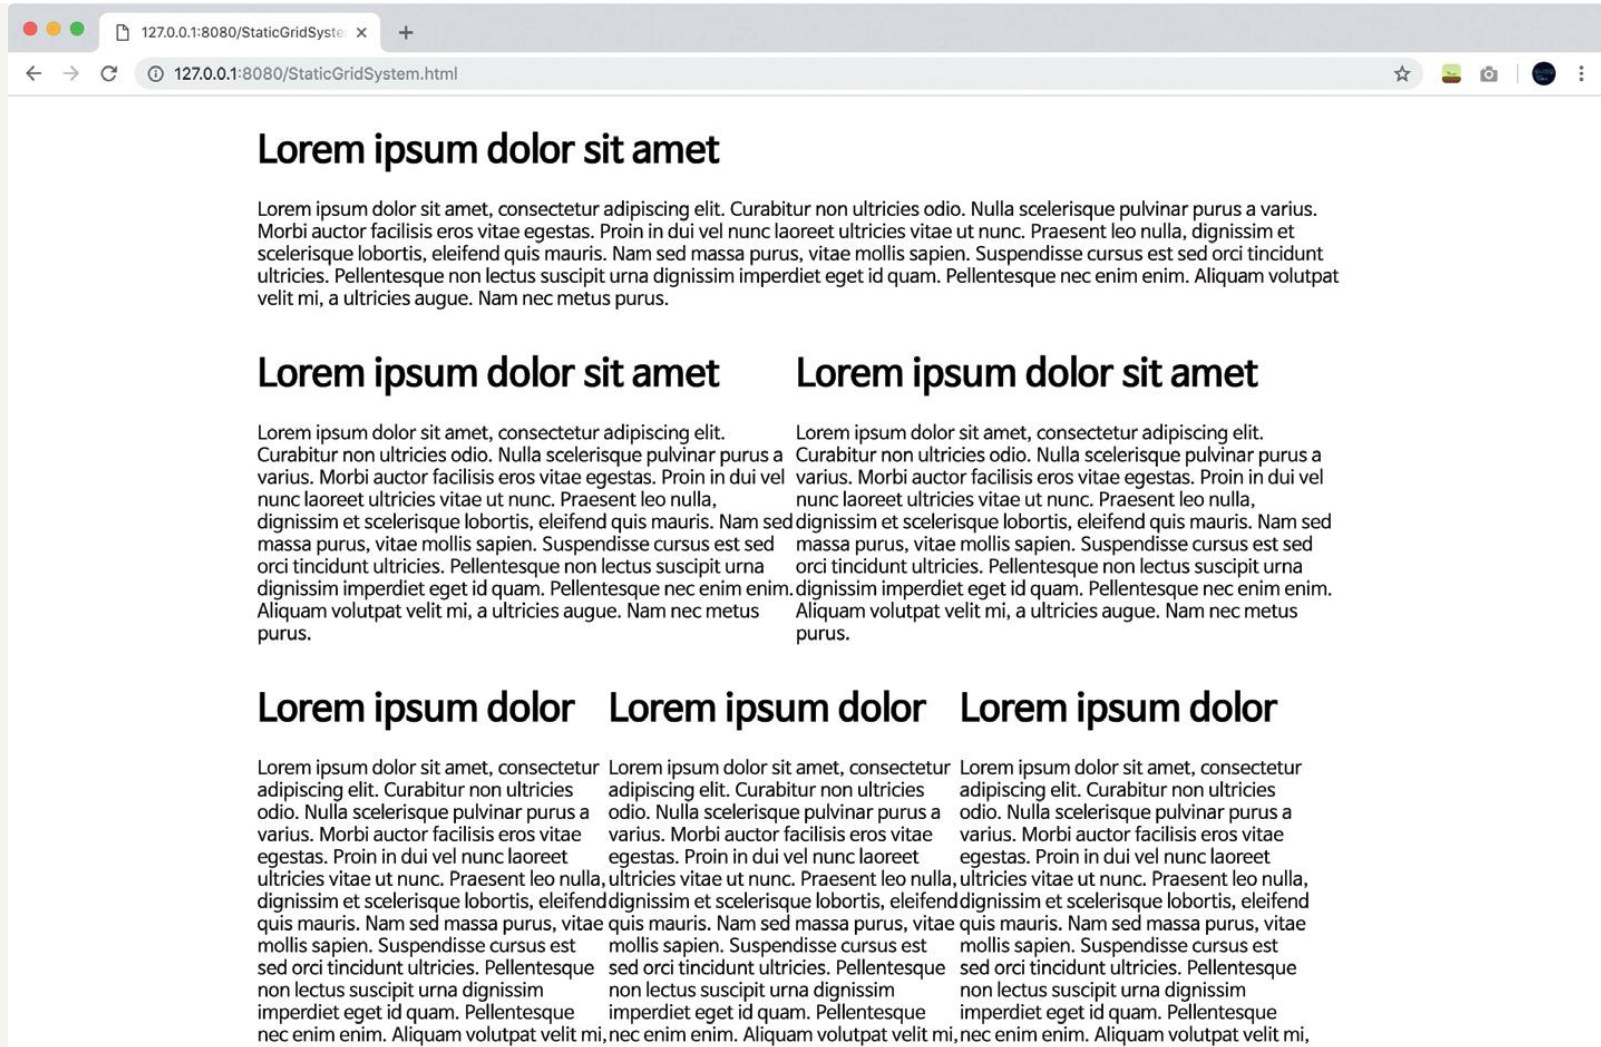 127.0.0.1:8080/StaticGridSyste
127.0.0.1:8080/StaticGridSystem.html
Lorem ipsum dolor sit amet
Lorem ipsum dolor sit amet, consectetur adipiscing elit. Curabitur non ultricies odio. Nulla scelerisque pulvinar purus a varius.
Morbi auctor facilisis eros vitae egestas. Proin in dui vel nunc laoreet ultricies vitae ut nunc. Praesent leo nulla, dignissim et
scelerisque lobortis, eleifend quis mauris. Nam sed massa purus, vitae mollis sapien. Suspendisse cursus est sed orci tincidunt
ultricies. Pellentesque non lectus suscipit urna dignissim imperdiet eget id quam. Pellentesque nec enim enim. Aliquam volutpat
velit mi, a ultricies augue. Nam nec metus purus.
Lorem ipsum dolor sit amet
Lorem ipsum dolor sit amet, consectetur adipiscing elit.
Curabitur non ultricies odio. Nulla scelerisque pulvinar purus a
varius. Morbi auctor facilisis eros vitae egestas. Proin in dui vel
nunc laoreet ultricies vitae ut nunc. Praesent leo nulla,
dignissim et scelerisque lobortis, eleifend quis mauris. Nam sed
massa purus, vitae mollis sapien. Suspendisse cursus est sed
orci tincidunt ultricies. Pellentesque non lectus suscipit urna
dignissim imperdiet eget id quam. Pellentesque nec enim enim.
Aliquam volutpat velit mi, a ultricies augue. Nam nec metus
purus.
Lorem ipsum dolor sit amet
Lorem ipsum dolor sit amet, consectetur adipiscing elit.
Curabitur non ultricies odio. Nulla scelerisque pulvinar purus a
varius. Morbi auctor facilisis eros vitae egestas. Proin in dui vel
nunc laoreet ultricies vitae ut nunc. Praesent leo nulla,
dignissim et scelerisque lobortis, eleifend quis mauris. Nam sed
massa purus, vitae mollis sapien. Suspendisse cursus est sed
orci tincidunt ultricies. Pellentesque non lectus suscipit urna
dignissim imperdiet eget id quam. Pellentesque nec enim enim.
Aliquam volutpat velit mi, a ultricies augue. Nam nec metus
purus.
Lorem ipsum dolor
Lorem ipsum dolor sit amet, consectetur
adipiscing elit. Curabitur non ultricies
odio. Nulla scelerisque pulvinar purus a
varius. Morbi auctor facilisis eros vitae
egestas. Proin in dui vel nunc laoreet
ultricies vitae ut nunc. Praesent leo nulla,
dignissim et scelerisque lobortis, eleifend
quis mauris. Nam sed massa purus, vitae
mollis sapien. Suspendisse cursus est
sed orci tincidunt ultricies. Pellentesque
non lectus suscipit urna dignissim
imperdiet eget id quam. Pellentesque
nec enim enim. Aliquam volutpat velit mi,
Lorem ipsum dolor
Lorem ipsum dolor sit amet, consectetur
adipiscing elit. Curabitur non ultricies
odio. Nulla scelerisque pulvinar purus a
varius. Morbi auctor facilisis eros vitae
egestas. Proin in dui vel nunc laoreet
ultricies vitae ut nunc. Praesent leo nulla,
dignissim et scelerisque lobortis, eleifend
quis mauris. Nam sed massa purus, vitae
mollis sapien. Suspendisse cursus est
sed orci tincidunt ultricies. Pellentesque
non lectus suscipit urna dignissim
imperdiet eget id quam. Pellentesque
nec enim enim. Aliquam volutpat velit mi,
Lorem ipsum dolor
Lorem ipsum dolor sit amet, consectetur
adipiscing elit. Curabitur non ultricies
odio. Nulla scelerisque pulvinar purus a
varius. Morbi auctor facilisis eros vitae
egestas. Proin in dui vel nunc laoreet
ultricies vitae ut nunc. Praesent leo nulla,
dignissim et scelerisque lobortis, eleifend
quis mauris. Nam sed massa purus, vitae
mollis sapien. Suspendisse cursus est
sed orci tincidunt ultricies. Pellentesque
non lectus suscipit urna dignissim
imperdiet eget id quam. Pellentesque
nec enim enim. Aliquam volutpat velit mi,